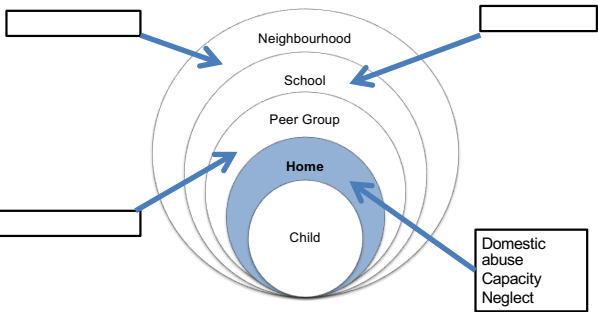 Neighbourhood
School
Peer Group
Home
Child
Domestic
abuse
Capacity
Neglect